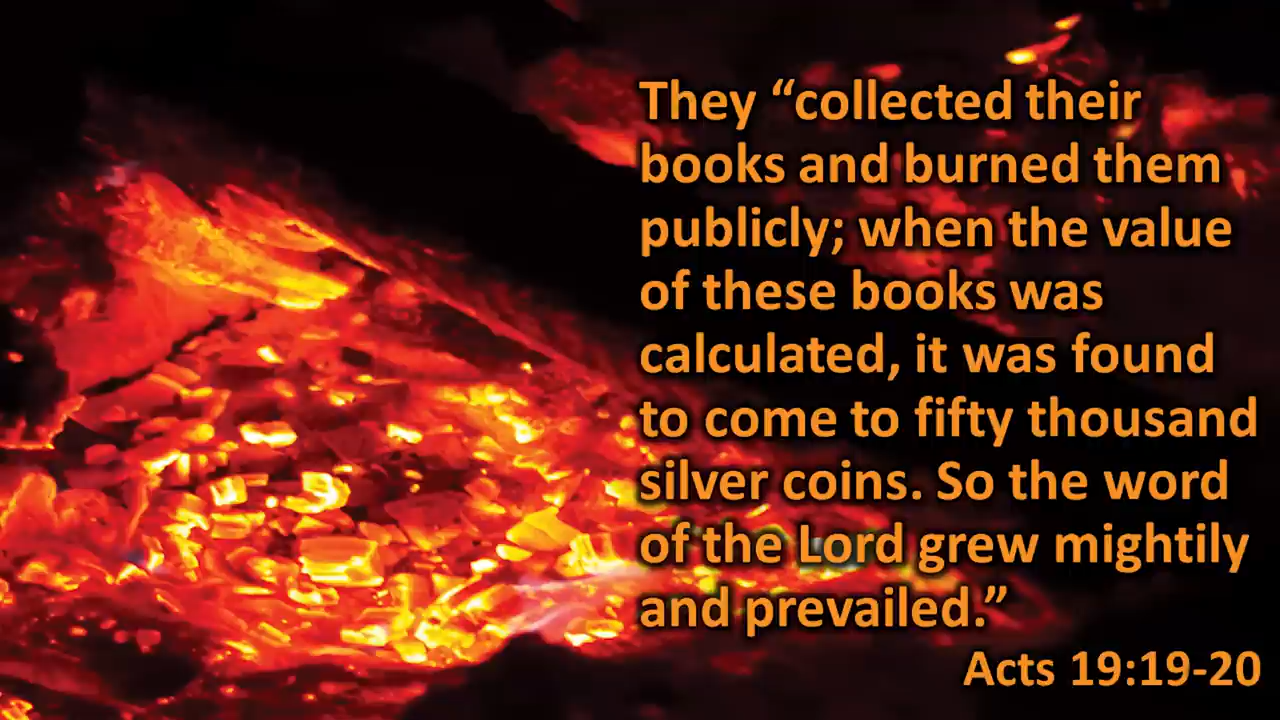 They “collected their
books and burned them
publicly; when the value
of these books was
calculated, it was found
to come to fifty thousand
silver coins. So the word
of the Lord grew mightily
and prevailed.”
Acts 19:19-20